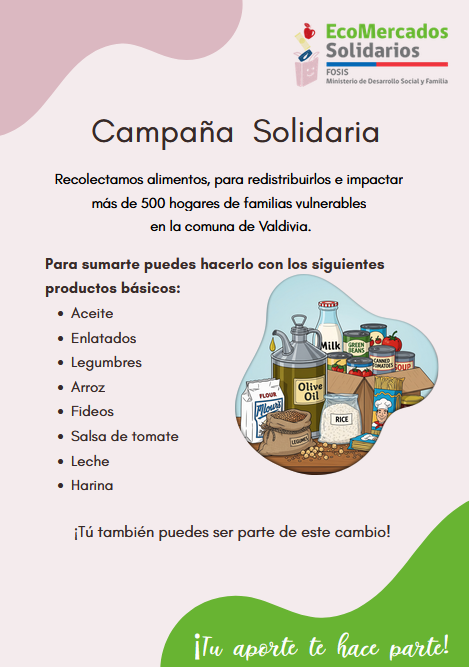 EcoMercados
Solidarios
FOSIS
Ministerio de Desarrollo Social y Familia
Campaña Solidaria
Recolectamos alimentos, para redistribuirlos e impactar
más de 500 hogares de familias vulnerables
en la comuna de Valdivia.
Para sumarte puedes hacerlo con los siguientes
productos básicos:
• Aceite
• Enlatados
• Legumbres
• Arroz
• Fideos
• Salsa de tomate
• Leche
• Harina
Milk
GREEN
BEANS
CANNED
TOMATOES
SOUP
Olive
Oil
FLOUR
RICE
LEGUMES
¡Tú también puedes ser parte de este cambio!
¡Tu aporte te hace parte!